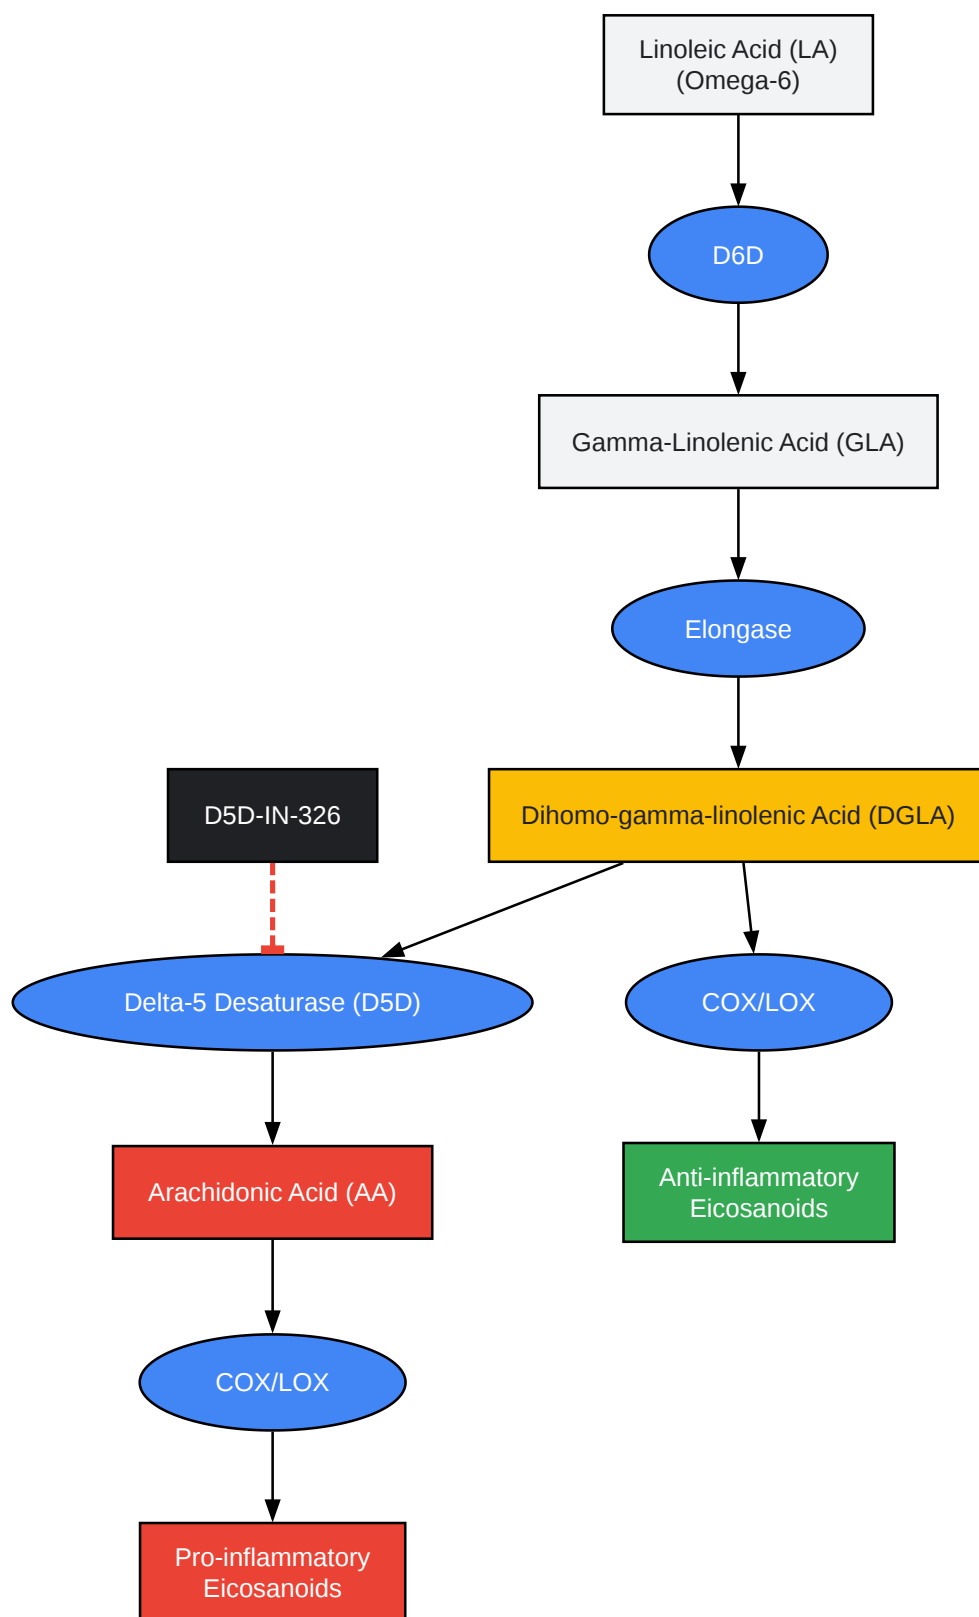 Linoleic Acid (LA)
(Omega-6)
D6D
Gamma-Linolenic Acid (GLA)
Elongase
D5D-IN-326
Dihomo-gamma-linolenic Acid (DGLA)
Delta-5 Desaturase (D5D)
COX/LOX
Arachidonic Acid (AA)
Anti-inflammatory
Eicosanoids
COX/LOX
Pro-inflammatory
Eicosanoids